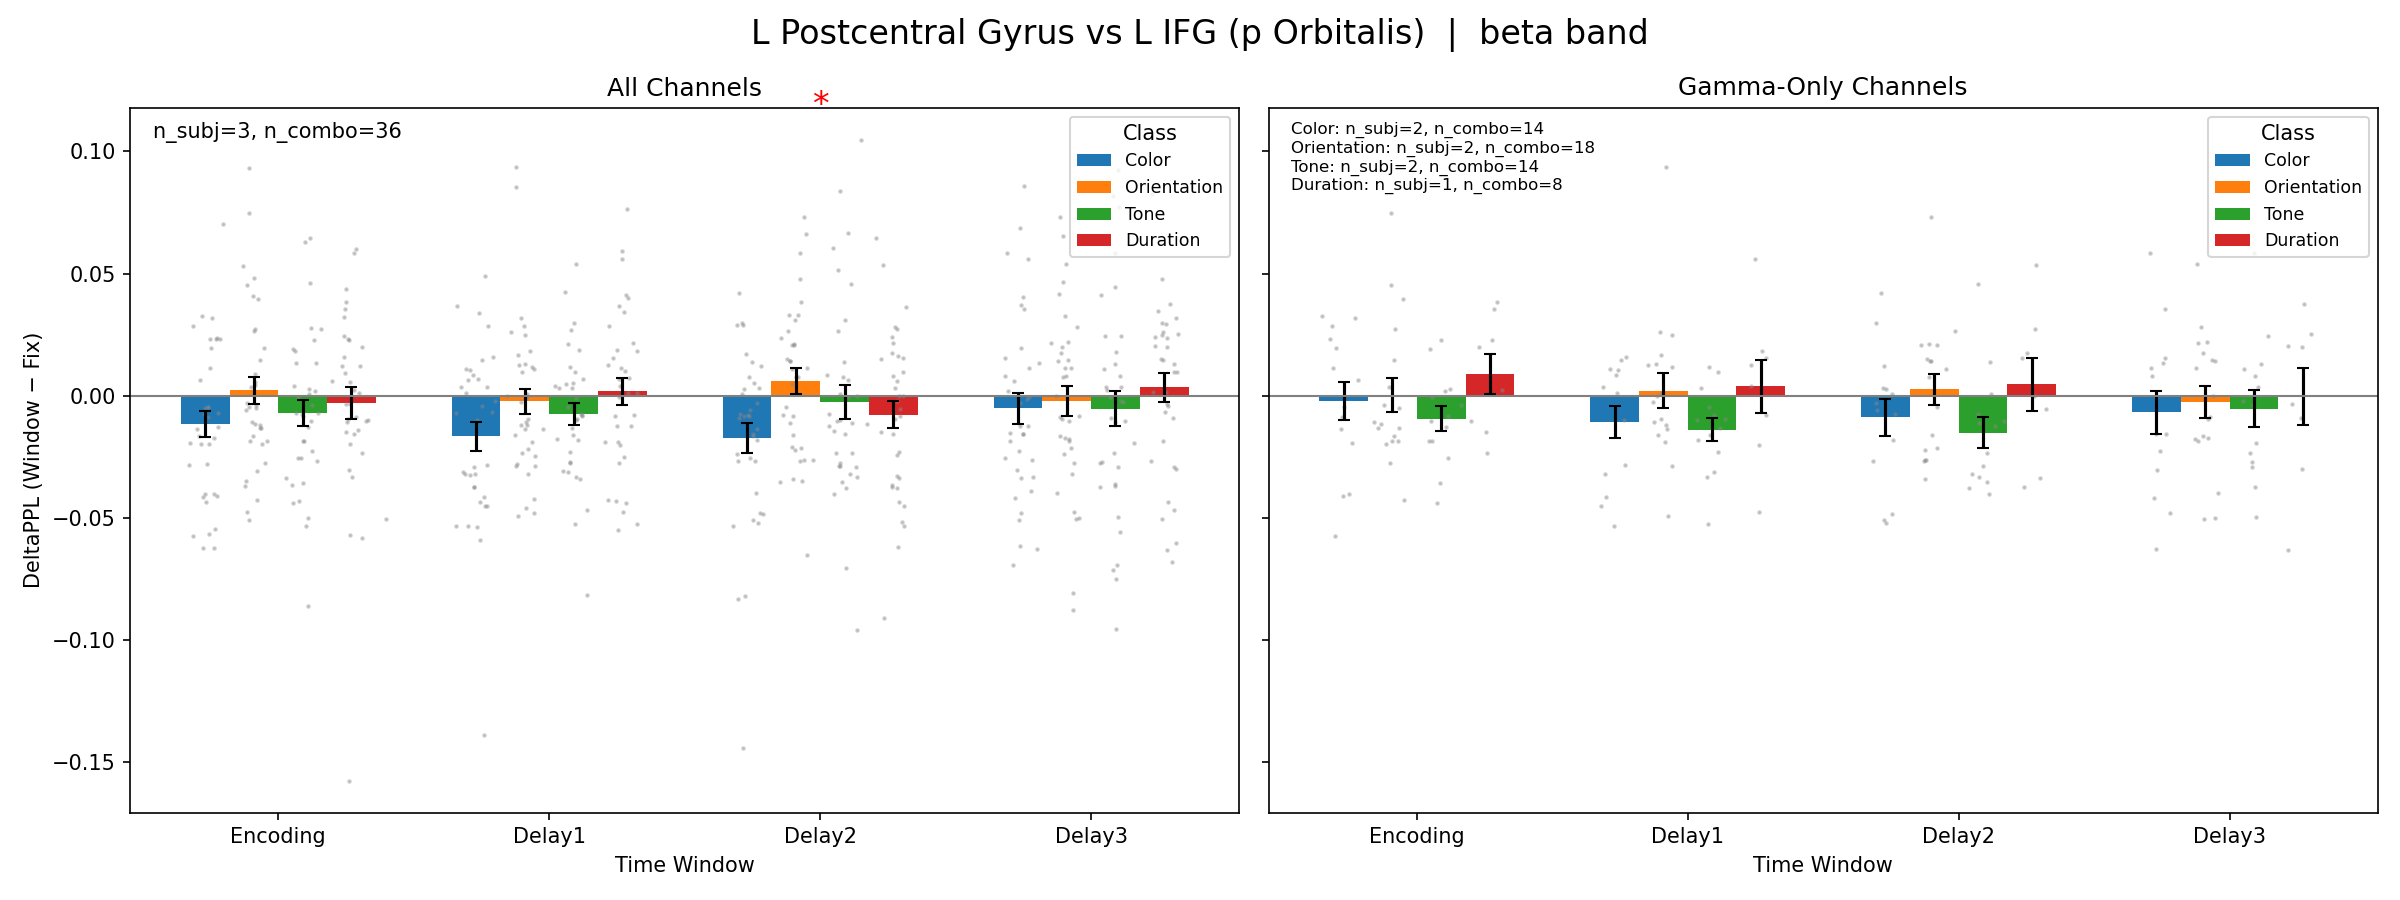 L Postcentral Gyrus vs L IFG (p Orbitalis)  |  beta band
All Channels
*
n_subj=3, n_combo=36
Class
Color
Orientation
Tone
Duration
DeltaPPL (Window − Fix)
0.10
0.05
0.00
−0.05
−0.10
−0.15
Encoding
Delay1
Delay2
Delay3
Time Window
Gamma-Only Channels
Color: n_subj=2, n_combo=14
Orientation: n_subj=2, n_combo=18
Tone: n_subj=2, n_combo=14
Duration: n_subj=1, n_combo=8
Class
Color
Orientation
Tone
Duration
Encoding
Delay1
Delay2
Delay3
Time Window